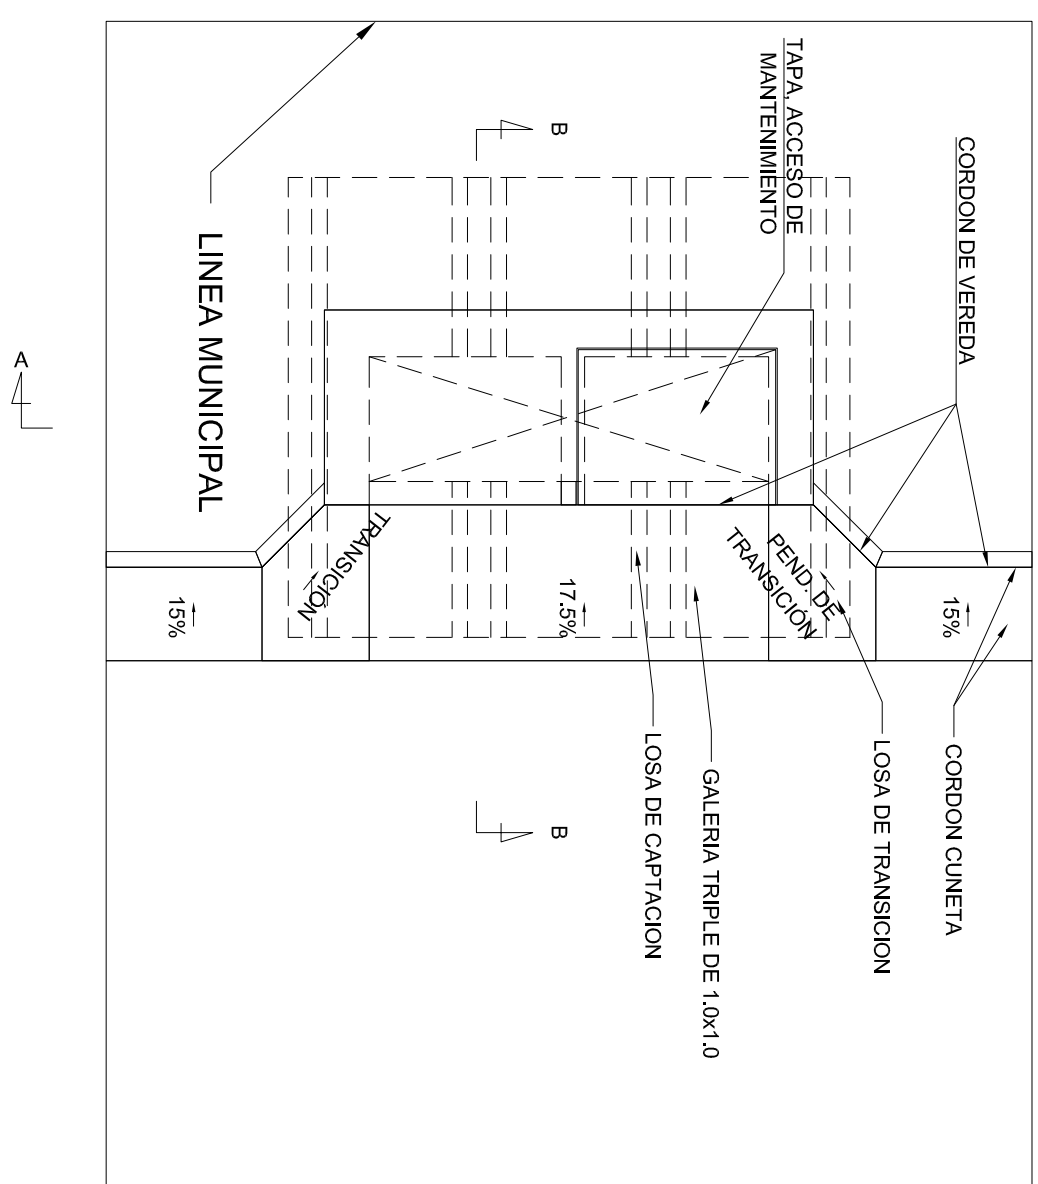 TAPA, ACCESO DE
MANTENIMIENTO
CORDON DE VEREDA
B
LINEA MUNICIPAL
A
TRANSICIÓN
PEND. DE
TRANSICIÓN
15%
17.5%
15%
LOSA DE CAPTACION
GALERIA TRIPLE DE 1.0x1.0
LOSA DE TRANSICION
CORDON CUNETA
B